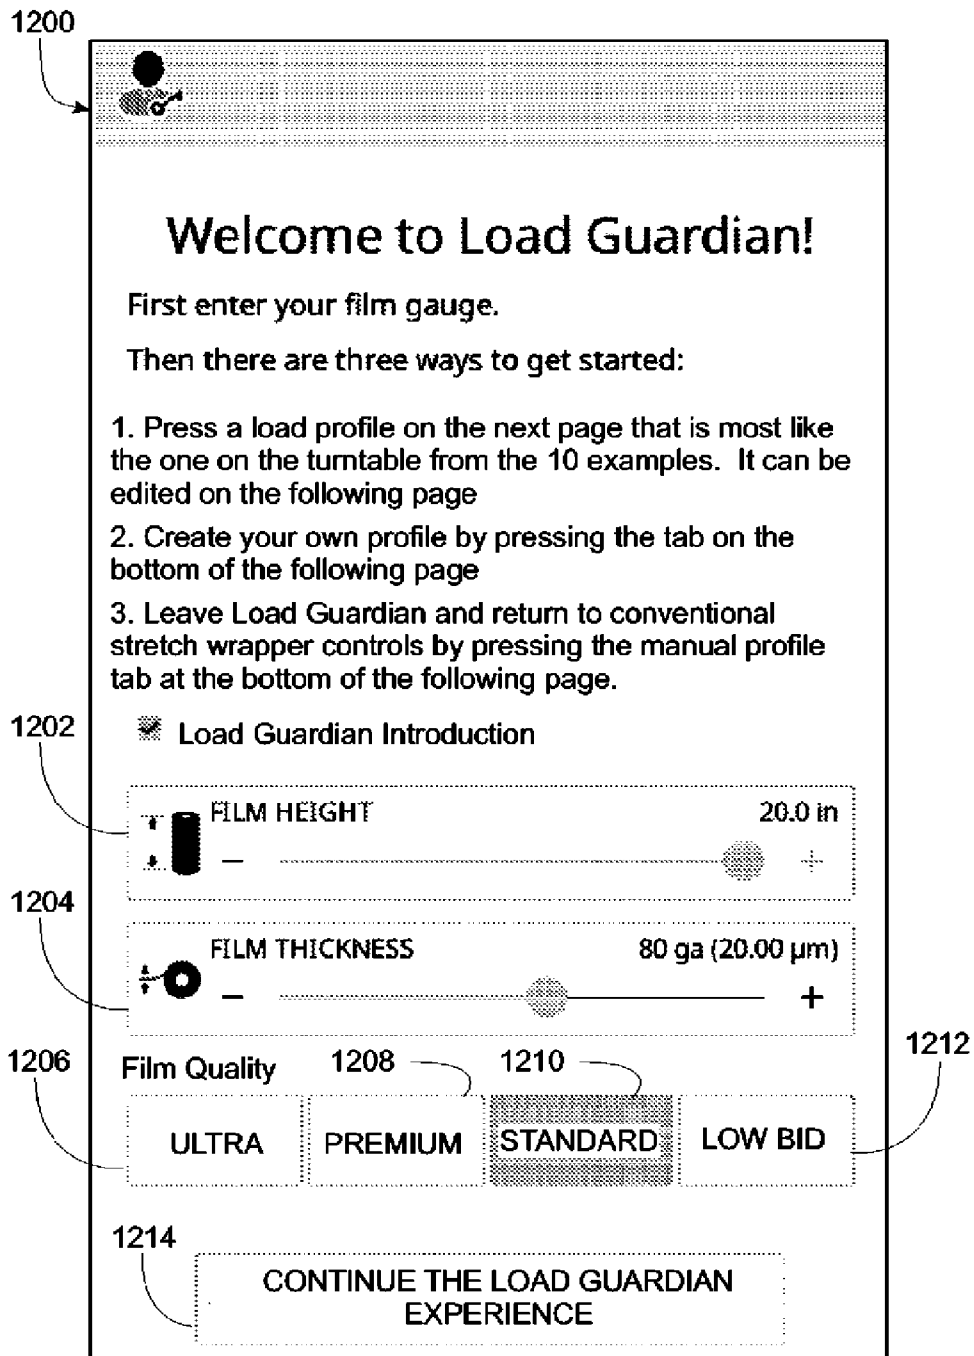 1200
Welcome to Load Guardian!
First enter your film gauge.
Then there are three ways to get started:
1. Press a load profile on the next page that is most like
the one on the turntable from the 10 examples.  It can be
edited on the following page
2. Create your own profile by pressing the tab on the
bottom of the following page
3. Leave Load Guardian and return to conventional
stretch wrapper controls by pressing the manual profile
tab at the bottom of the following page.
1202
Load Guardian Introduction
FILM HEIGHT 20.0 in
− +
1204
FILM THICKNESS 80 ga (20.00 µm)
− +
1206 Film Quality 1208 1210 1212
ULTRA PREMIUM STANDARD LOW BID
1214
CONTINUE THE LOAD GUARDIAN
EXPERIENCE